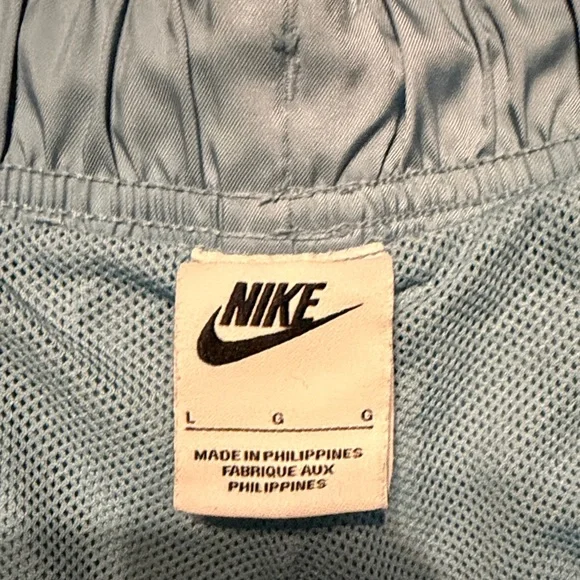 NIKE
L G G
MADE IN PHILIPPINES
FABRIQUE AUX
PHILIPPINES